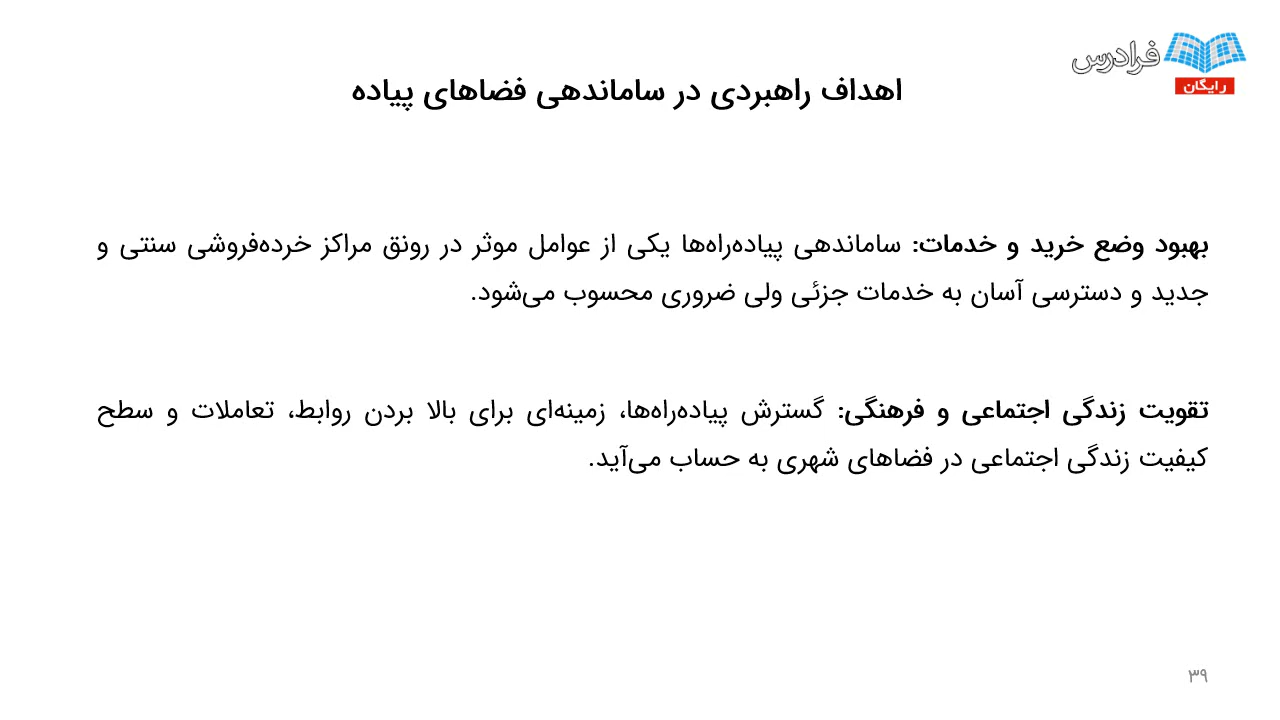 فرادرس
رایگان
اهداف راهبردی در ساماندهی فضاهای پیاده
بهبود وضع خرید و خدمات: ساماندهی پیاده‌راه‌ها یکی از عوامل موثر در رونق مراکز خرده‌فروشی سنتی و
جدید و دسترسی آسان به خدمات جزئی ولی ضروری محسوب می‌شود.
تقویت زندگی اجتماعی و فرهنگی: گسترش پیاده‌راه‌ها، زمینه‌ای برای بالا بردن روابط، تعاملات و سطح
کیفیت زندگی اجتماعی در فضاهای شهری به حساب می‌آید.
۳۹